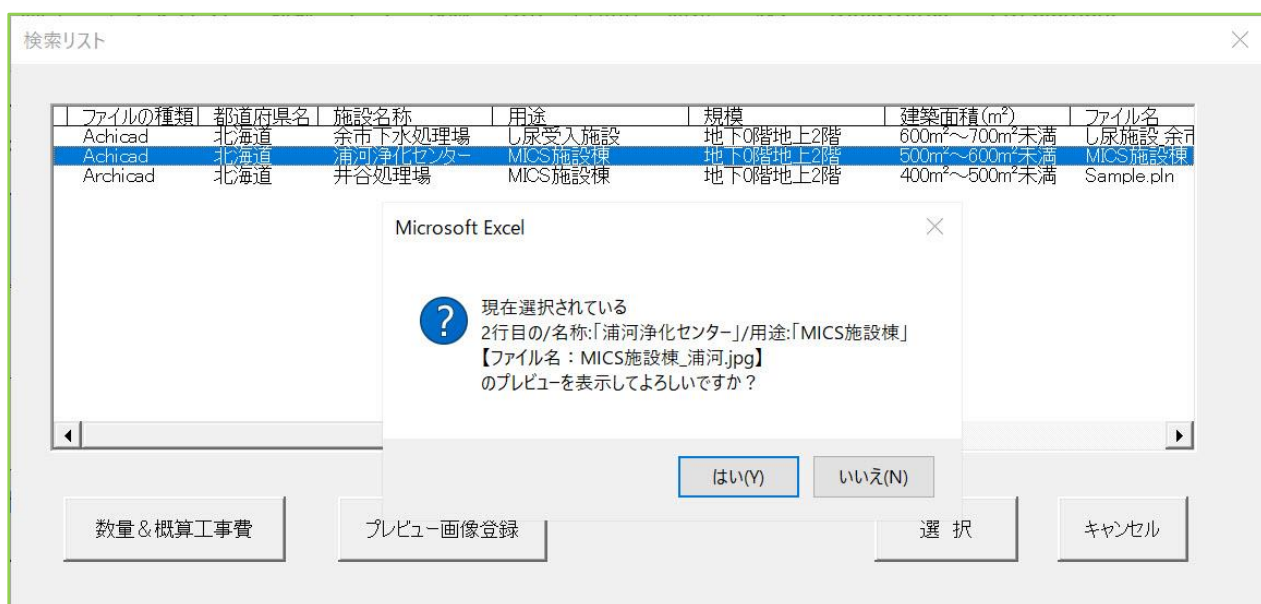 検索リスト
ファイルの種類 都道府県名 施設名称 用途 規模 建築面積(m²) ファイル名
Achicad 北海道 余市下水処理場 し尿受入施設 地下0階地上2階 600m²～700m²未満 し尿施設_余市
Achicad 北海道 浦河浄化センター MICS施設棟 地下0階地上2階 500m²～600m²未満 MICS施設棟
Archicad 北海道 井谷処理場 MICS施設棟 地下0階地上2階 400m²～500m²未満 Sample.pln
Microsoft Excel
現在選択されている
2行目の/名称:「浦河浄化センター」/用途:「MICS施設棟」
【ファイル名：MICS施設棟_浦河.jpg】
のプレビューを表示してよろしいですか？
はい(Y) いいえ(N)
数量＆概算工事費 プレビュー画像登録 選 択 キャンセル